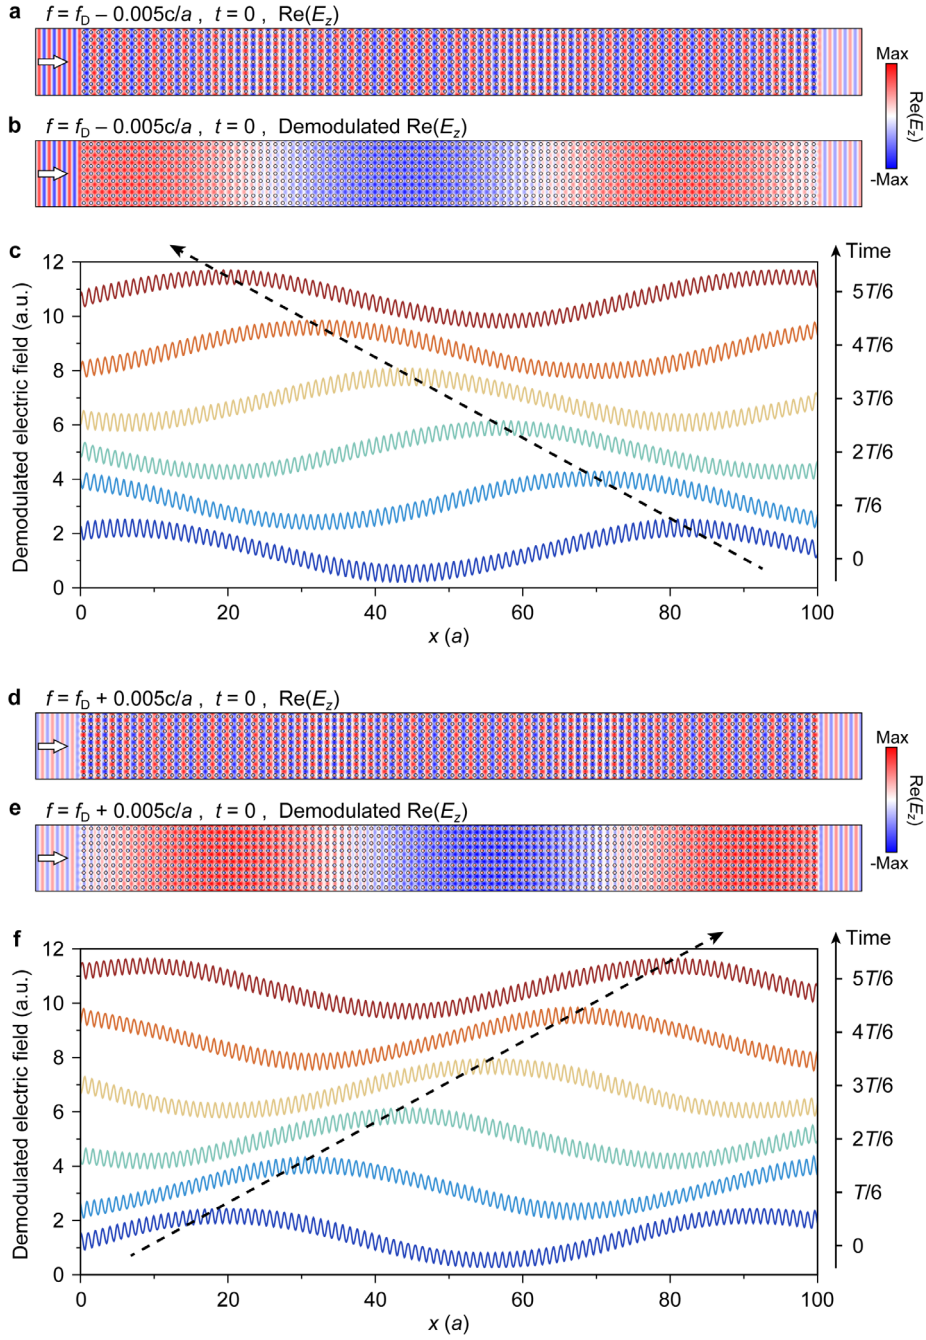 a f = fD – 0.005c/a , t = 0 , Re(Ez)
Max
Re(Ez)
-Max
b f = fD – 0.005c/a , t = 0 , Demodulated Re(Ez)
c
Time
Demodulated electric field (a.u.)
12
10
8
6
4
2
0
5T/6
4T/6
3T/6
2T/6
T/6
0
0 20 40 60 80 100
x (a)
d f = fD + 0.005c/a , t = 0 , Re(Ez)
Max
Re(Ez)
-Max
e f = fD + 0.005c/a , t = 0 , Demodulated Re(Ez)
f
Time
Demodulated electric field (a.u.)
12
10
8
6
4
2
0
5T/6
4T/6
3T/6
2T/6
T/6
0
0 20 40 60 80 100
x (a)